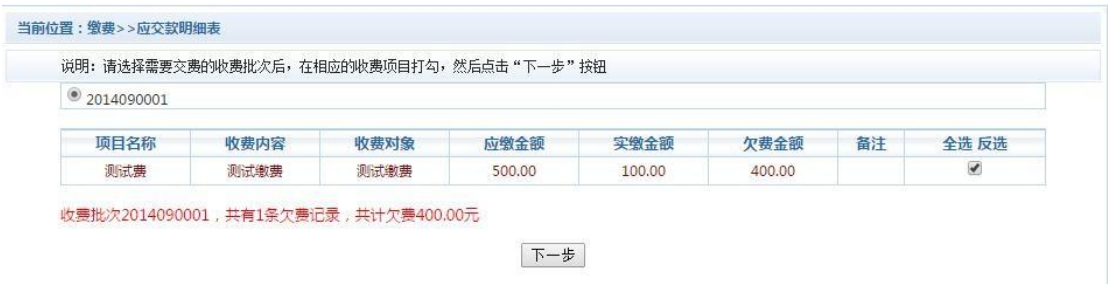 当前位置：缴费>>应交款明细表
说明：请选择需要交费的收费批次后，在相应的收费项目打勾，然后点击“下一步”按钮
2014090001
项目名称 收费内容 收费对象 应缴金额 实缴金额 欠费金额 备注 全选 反选
测试费 测试缴费 测试缴费 500.00 100.00 400.00
收费批次2014090001，共有1条欠费记录，共计欠费400.00元
下一步